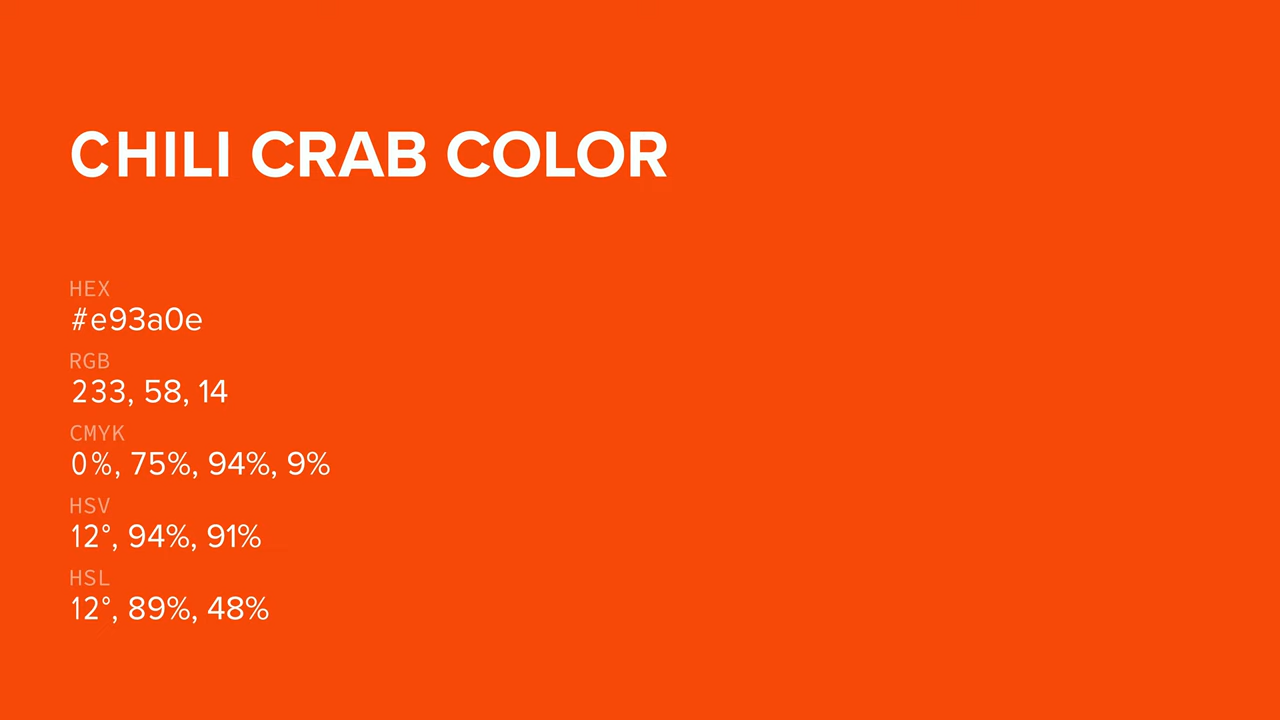 CHILI CRAB COLOR
HEX
#e93a0e
RGB
233, 58, 14
CMYK
0%, 75%, 94%, 9%
HSV
12°, 94%, 91%
HSL
12°, 89%, 48%